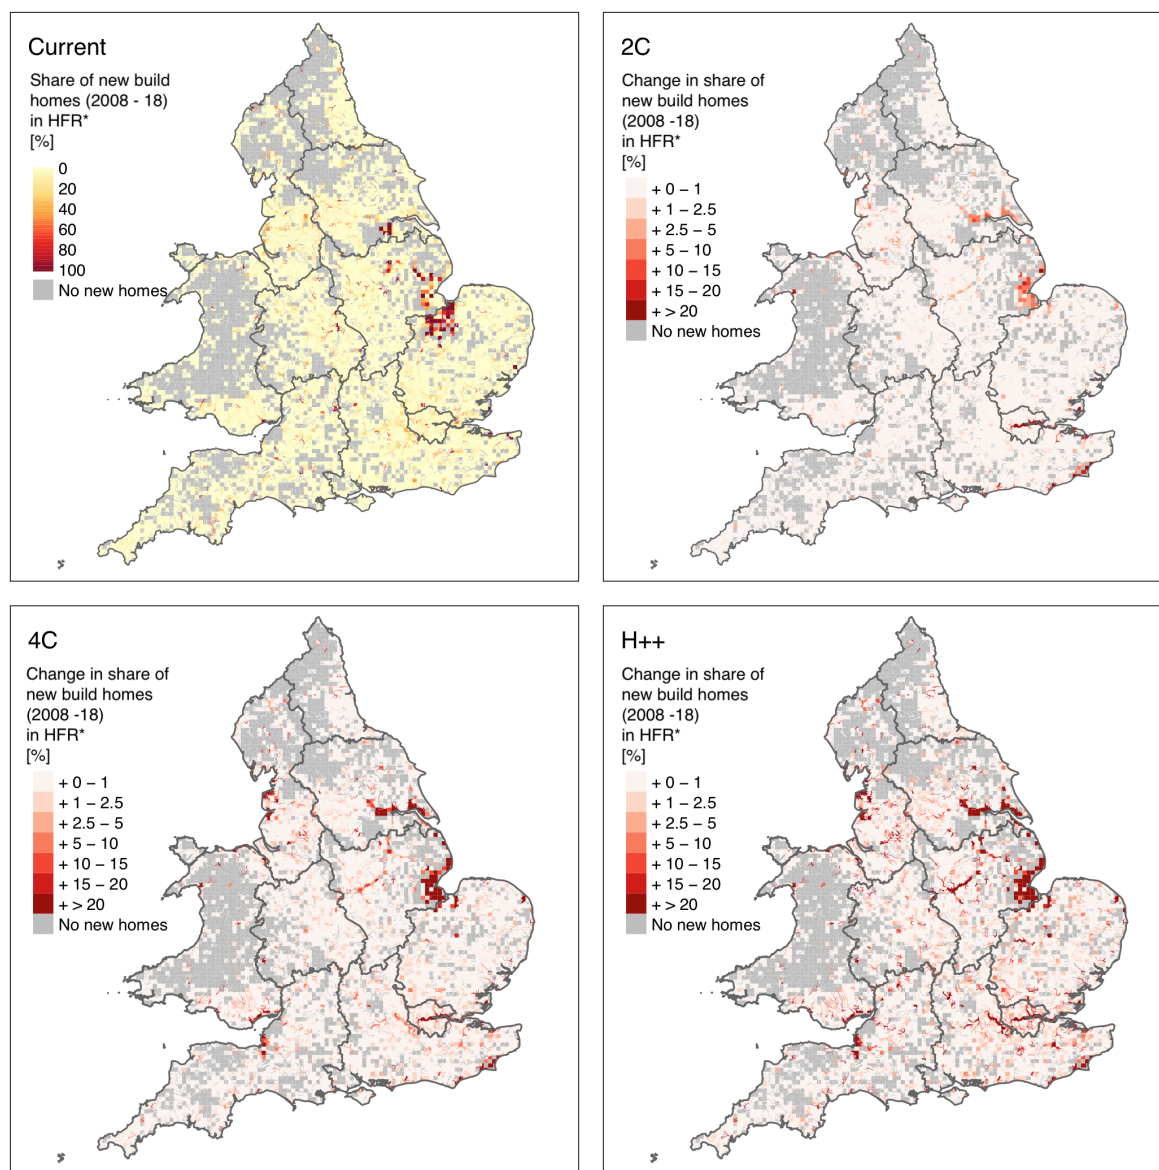 Current
Share of new build
homes (2008 - 18)
in HFR*
[%]
0
20
40
60
80
100
No new homes
2C
Change in share of
new build homes
(2008 -18)
in HFR*
[%]
+ 0 – 1
+ 1 – 2.5
+ 2.5 – 5
+ 5 – 10
+ 10 – 15
+ 15 – 20
+ > 20
No new homes
4C
Change in share of
new build homes
(2008 -18)
in HFR*
[%]
+ 0 – 1
+ 1 – 2.5
+ 2.5 – 5
+ 5 – 10
+ 10 – 15
+ 15 – 20
+ > 20
No new homes
H++
Change in share of
new build homes
(2008 -18)
in HFR*
[%]
+ 0 – 1
+ 1 – 2.5
+ 2.5 – 5
+ 5 – 10
+ 10 – 15
+ 15 – 20
+ > 20
No new homes